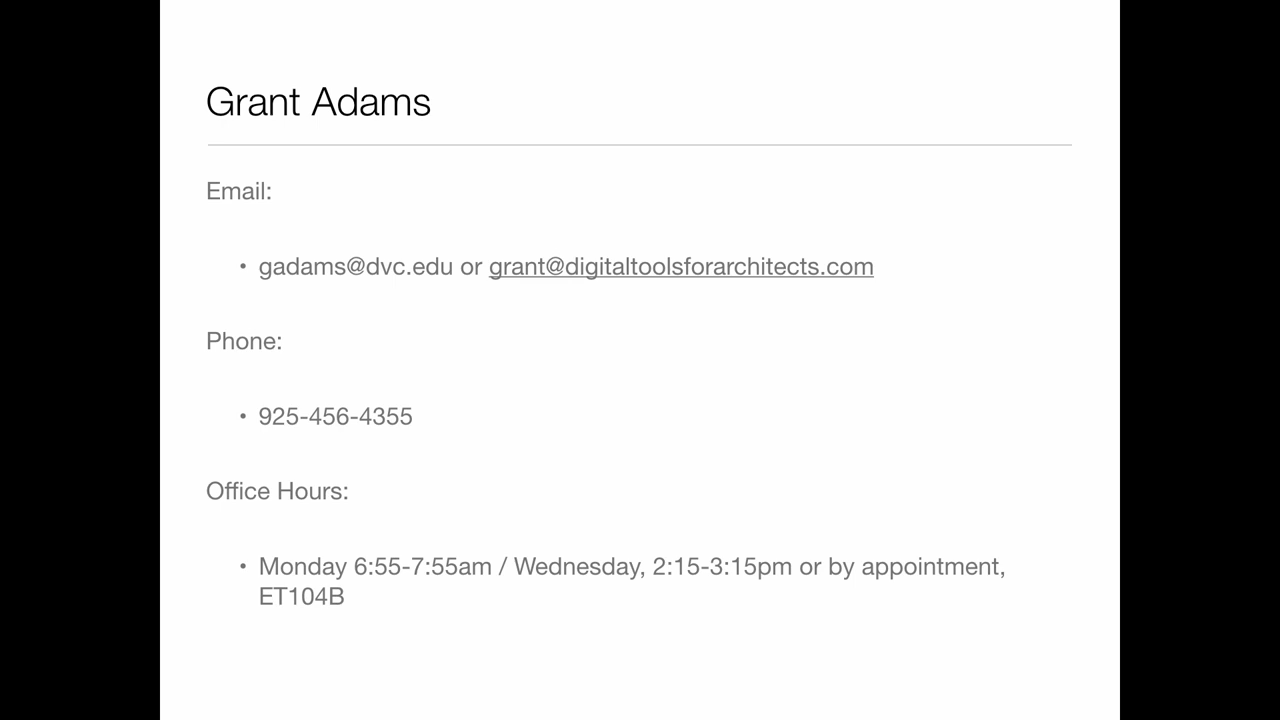 Grant Adams
Email:
• gadams@dvc.edu or grant@digitaltoolsforarchitects.com
Phone:
• 925-456-4355
Office Hours:
• Monday 6:55-7:55am / Wednesday, 2:15-3:15pm or by appointment,
ET104B